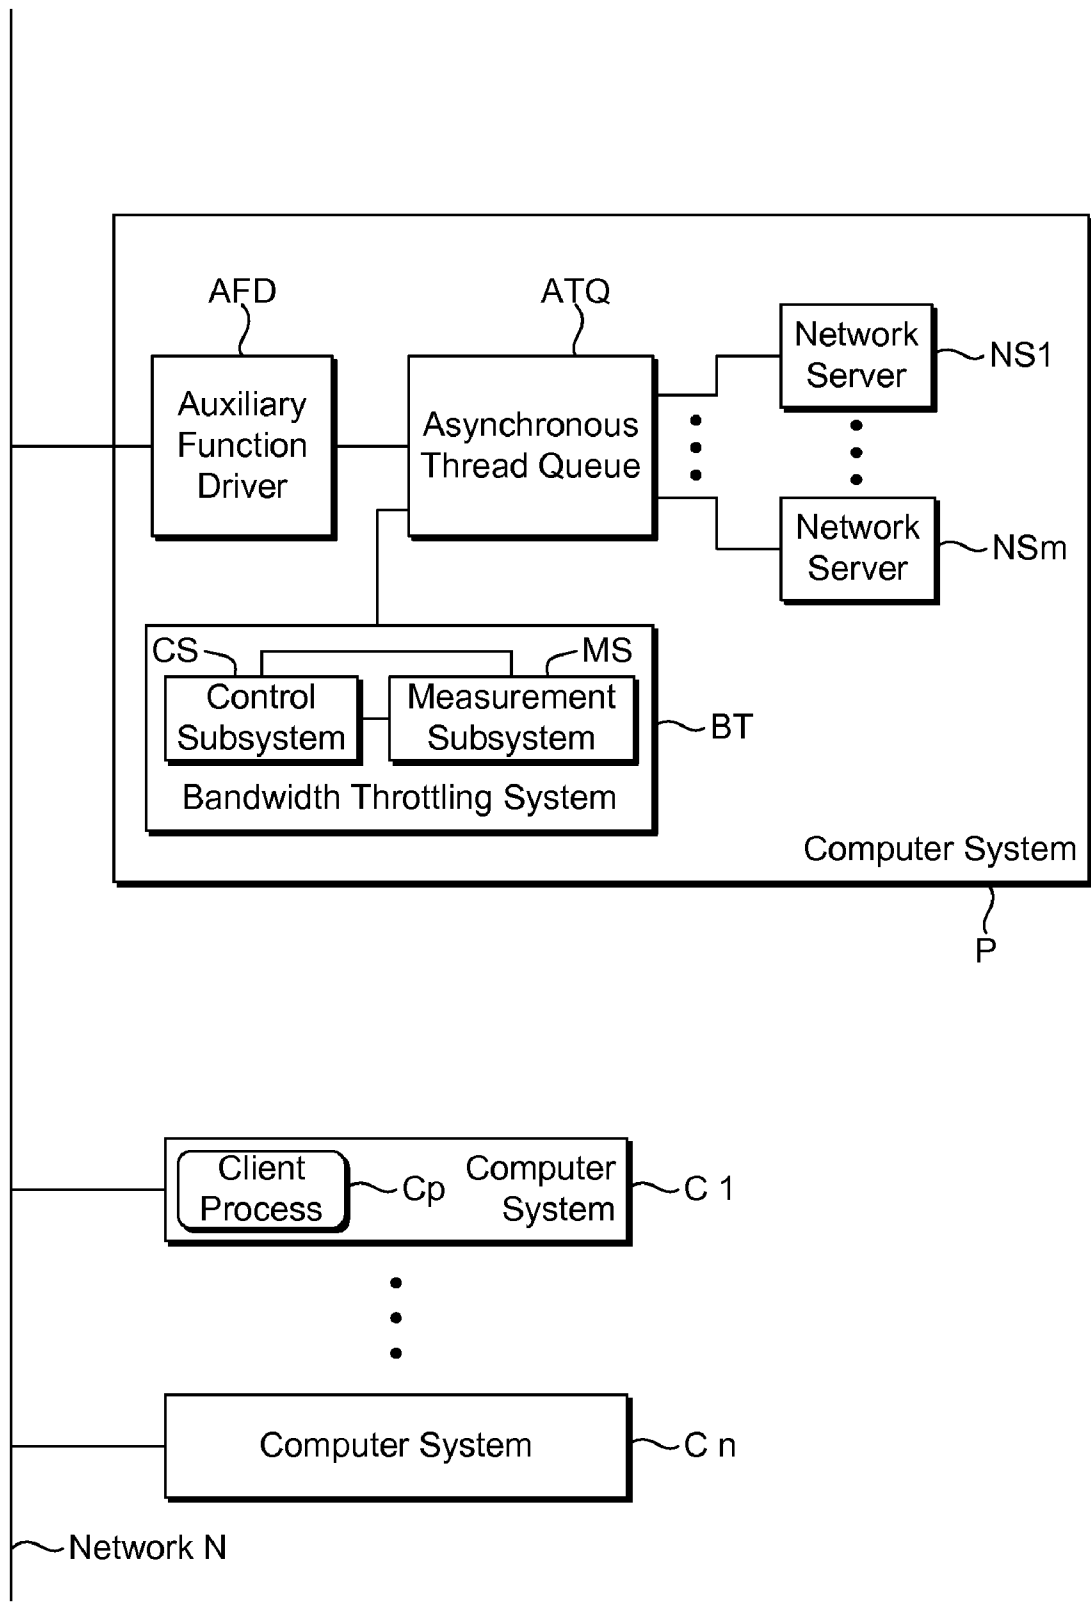 AFD
ATQ
Auxiliary
Function
Driver
Asynchronous
Thread Queue
Network
Server
NS1
Network
Server
NSm
CS
MS
Control
Subsystem
Measurement
Subsystem
BT
Bandwidth Throttling System
Computer System
P
Client
Process
Cp
Computer
System
C 1
Computer System
C n
Network N